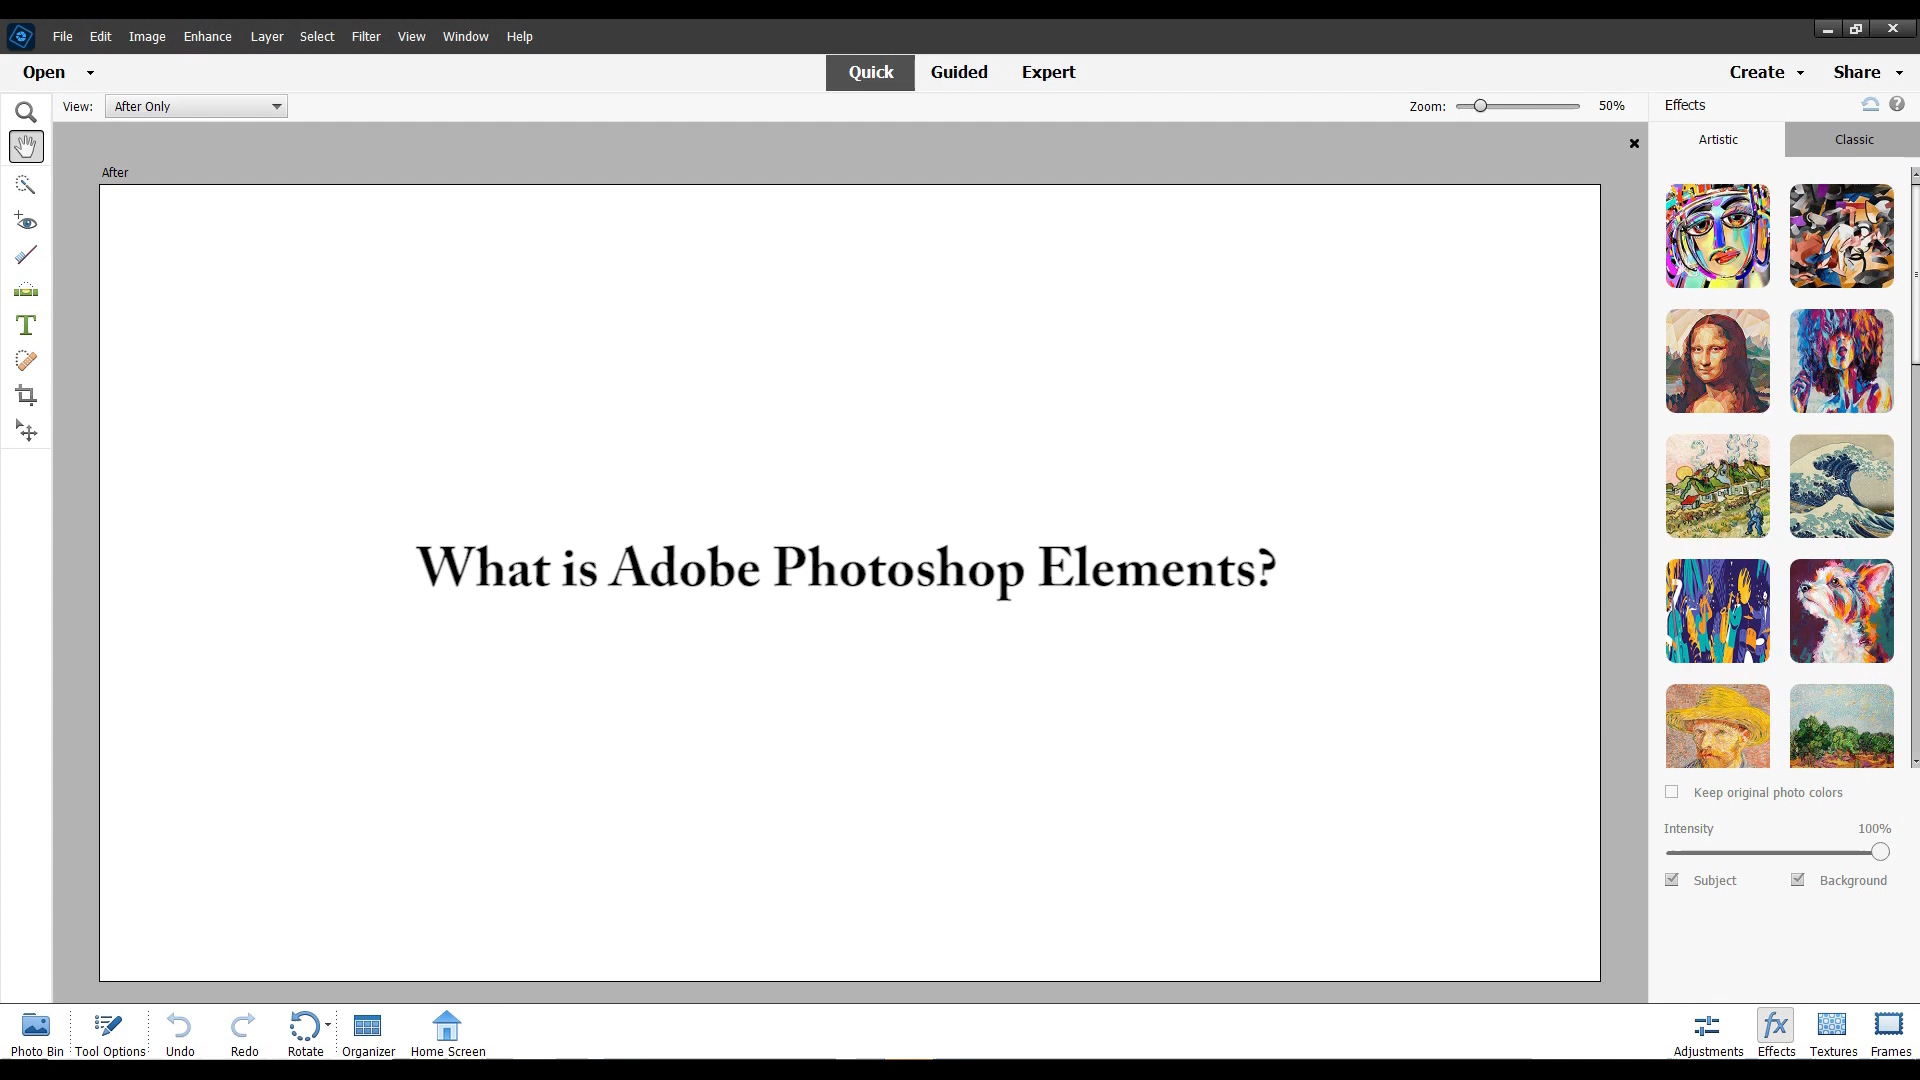 File Edit Image Enhance Layer Select Filter View Window Help
Open Quick Guided Expert Create Share
View: After Only Zoom: 50% Effects
Artistic Classic
After
What is Adobe Photoshop Elements?
Keep original photo colors
Intensity 100%
Subject Background
Photo Bin Tool Options Undo Redo Rotate Organizer Home Screen Adjustments Effects Textures Frames